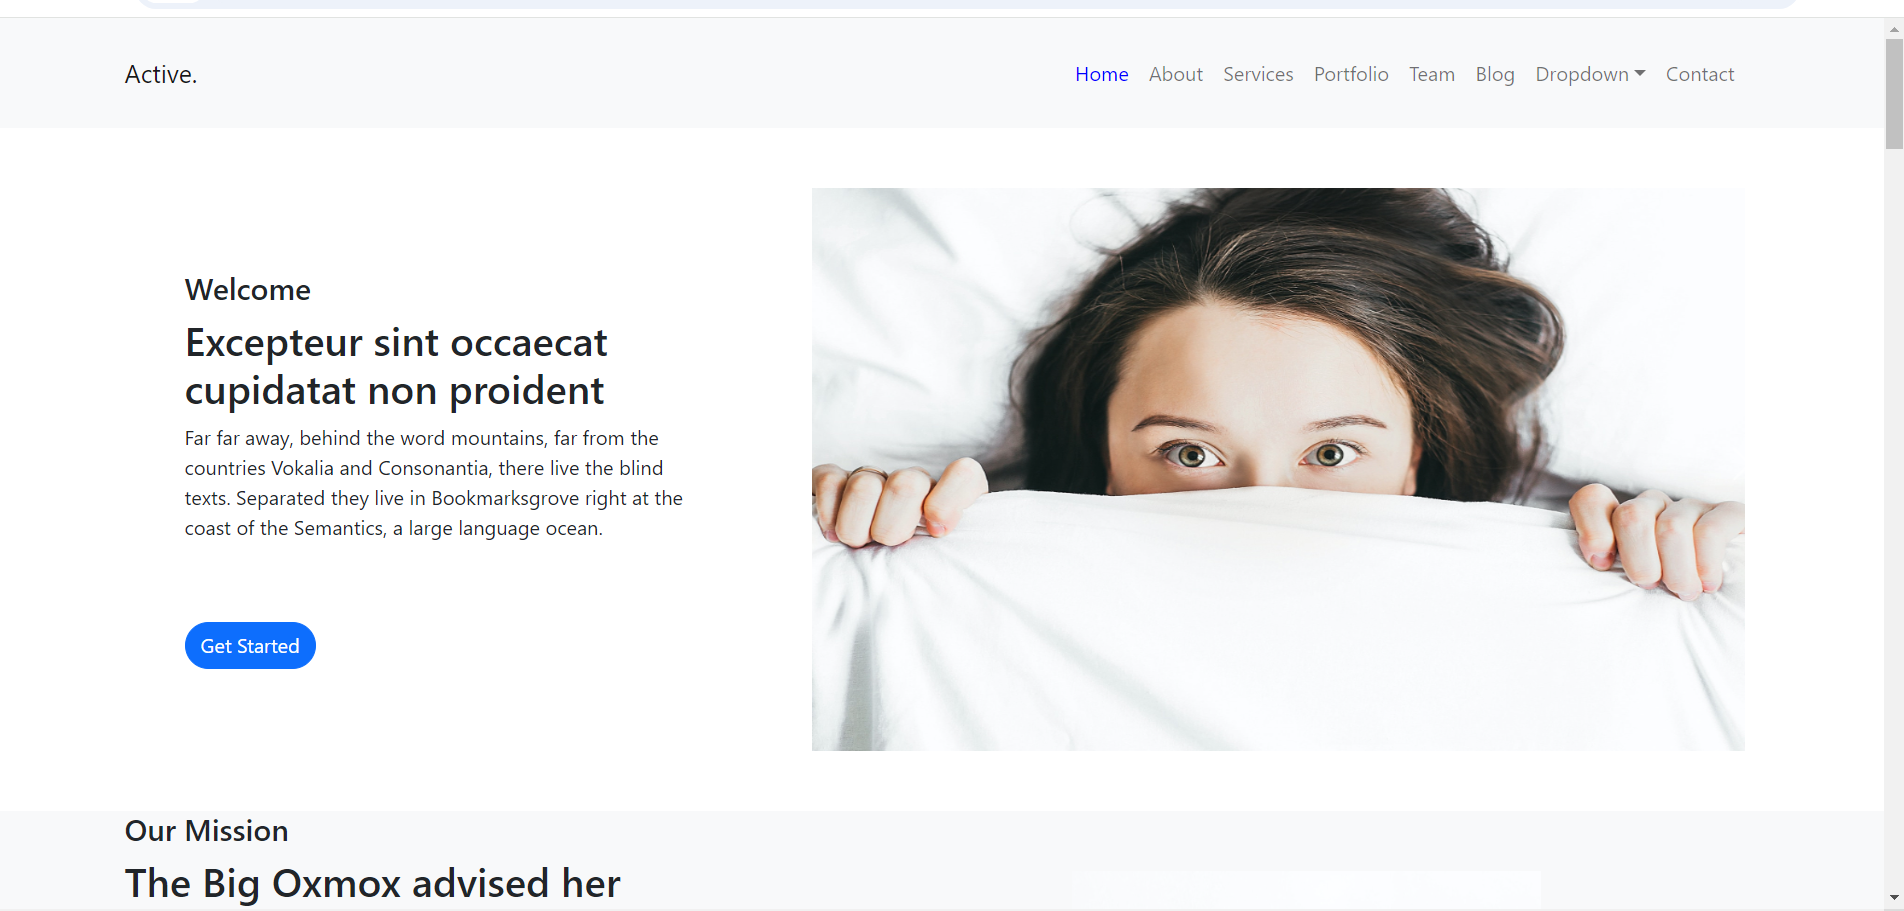 Active.
Home About Services Portfolio Team Blog Dropdown Contact
Welcome
Excepteur sint occaecat
cupidatat non proident
Far far away, behind the word mountains, far from the
countries Vokalia and Consonantia, there live the blind
texts. Separated they live in Bookmarksgrove right at the
coast of the Semantics, a large language ocean.
Get Started
Our Mission
The Big Oxmox advised her